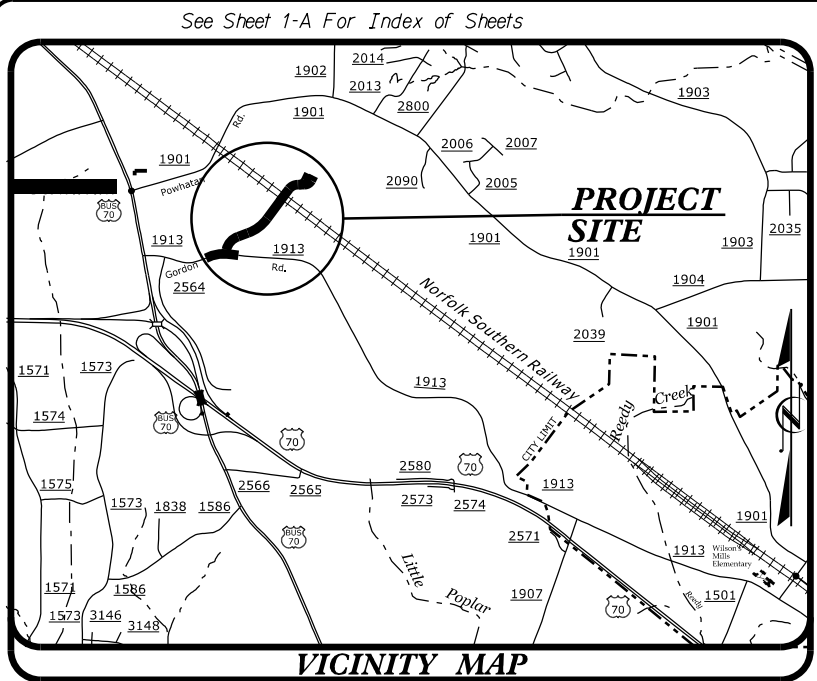 See Sheet 1-A For Index of Sheets
2014
1902
2013
2800
1903
1901
Rd.
2006
2007
1901
2090
2005
Powhatan
PROJECT
SITE
BUS
70
2035
1901
1903
1913
1913
1901
Gordon
Rd.
2564
1904
Norfolk Southern Railway
1901
2039
1571
1573
1913
Creek
Reedy
1574
BUS
70
CITY LIMIT
70
2580
70
1575
2566
2565
2573
2574
1913
1573
1838
1586
1901
BUS
70
2571
1913
Wilson's
Mills
Elementary
Little
Poplar
1571
1586
1907
Reedy
1501
1573
3146
3148
70
N
VICINITY MAP